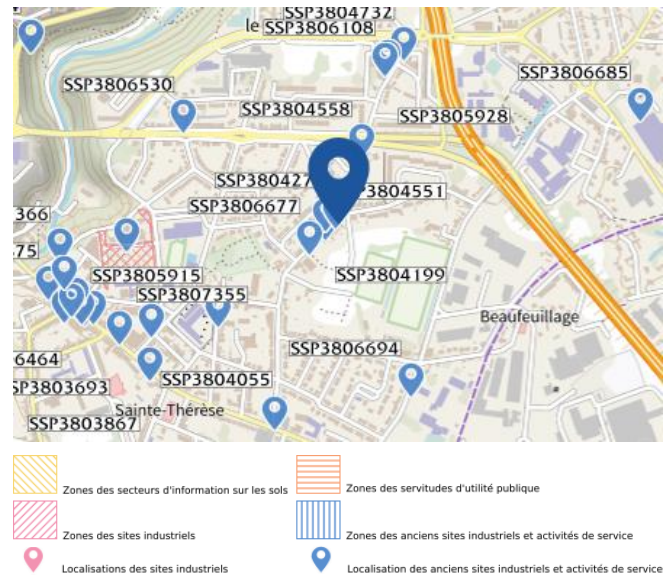 SSP3804732
le SSP3806108
SSP3806530
SSP3806685
SSP3804558
SSP3805928
SSP380427
SSP3804551
SSP3806677
366
75
SSP3805915
SSP3804199
SSP3807355
Beaufeuillage
6464
SSP3806694
SSP3803693
SSP3804055
Sainte-Thérèse
SSP3803867
Zones des secteurs d'information sur les sols
Zones des servitudes d'utilité publique
Zones des sites industriels
Zones des anciens sites industriels et activités de service
Localisations des sites industriels
Localisation des anciens sites industriels et activités de service